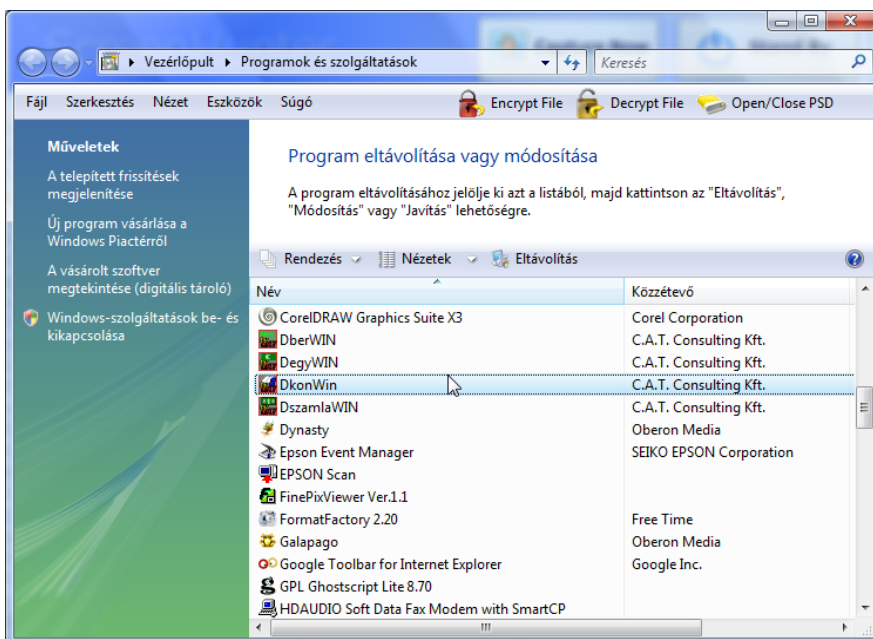 Vezérlőpult ▸ Programok és szolgáltatások
Keresés
Fájl Szerkesztés Nézet Eszközök Súgó Encrypt File Decrypt File Open/Close PSD
Műveletek
A telepített frissítések
megjelenítése
Új program vásárlása a
Windows Piactérről
A vásárolt szoftver
megtekintése (digitális tároló)
Windows-szolgáltatások be- és
kikapcsolása
Program eltávolítása vagy módosítása
A program eltávolításához jelölje ki azt a listából, majd kattintson az "Eltávolítás",
"Módosítás" vagy "Javítás" lehetőségre.
Rendezés Nézetek Eltávolítás
Név Közzétevő
CorelDRAW Graphics Suite X3 Corel Corporation
DberWIN C.A.T. Consulting Kft.
DegyWIN C.A.T. Consulting Kft.
DkonWin C.A.T. Consulting Kft.
DszamlaWIN C.A.T. Consulting Kft.
Dynasty Oberon Media
Epson Event Manager SEIKO EPSON Corporation
EPSON Scan
FinePixViewer Ver.1.1
FormatFactory 2.20 Free Time
Galapago Oberon Media
Google Toolbar for Internet Explorer Google Inc.
GPL Ghostscript Lite 8.70
HDAUDIO Soft Data Fax Modem with SmartCP